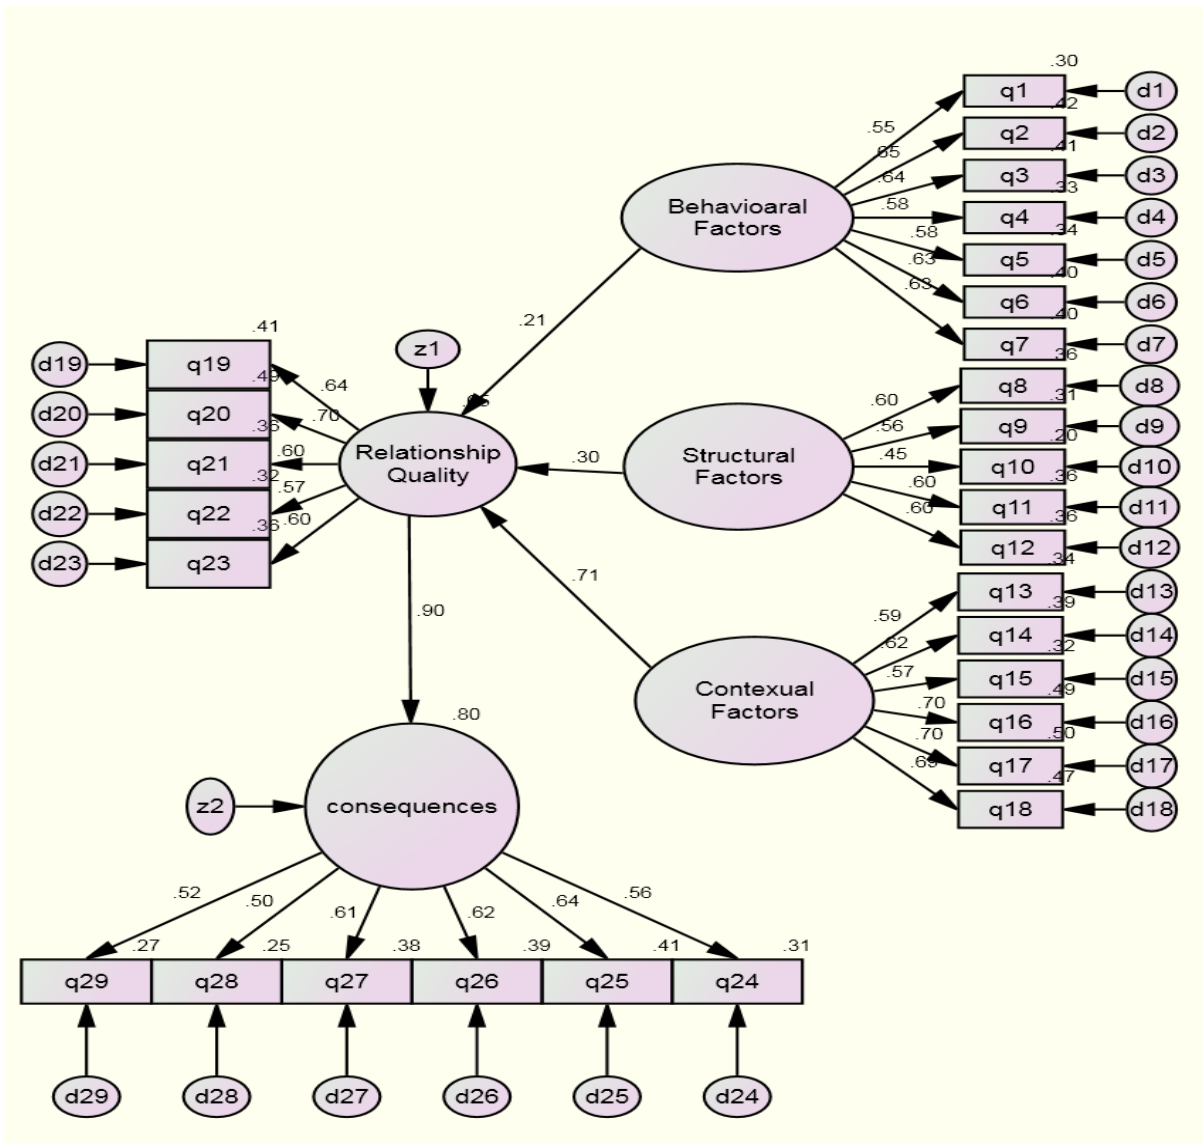 .30
q1
d1
.42
.55
q2
d2
.41
.65
q3
d3
.33
.64
Behavioaral
Factors
.58
q4
d4
.34
.58
q5
d5
.40
.63
q6
d6
.40
.63
q7
d7
.21
.41
z1
d19
q19
.64
.49
d20
q20
.70
.36
d21
q21
.60
.32
d22
q22
.57
.36
d23
q23
.60
Relationship
Quality
.36
q8
d8
.31
.60
q9
d9
.20
.56
Structural
Factors
.45
q10
d10
.36
.60
q11
d11
.36
.60
q12
d12
.30
.34
q13
d13
.39
.59
q14
d14
.32
.62
q15
d15
.49
.57
Contexual
Factors
.70
q16
d16
.50
.70
q17
d17
.47
.69
q18
d18
.71
.90
.80
z2
consequences
.52
.50
.61
.62
.64
.56
.27
.25
.38
.39
.41
.31
q29
q28
q27
q26
q25
q24
d29
d28
d27
d26
d25
d24